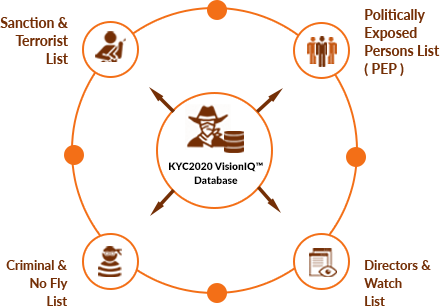 Sanction &
Terrorist
List
Politically
Exposed
Persons List
( PEP )
KYC2020 VisionIQ™
Database
Criminal &
No Fly
List
Directors &
Watch
List